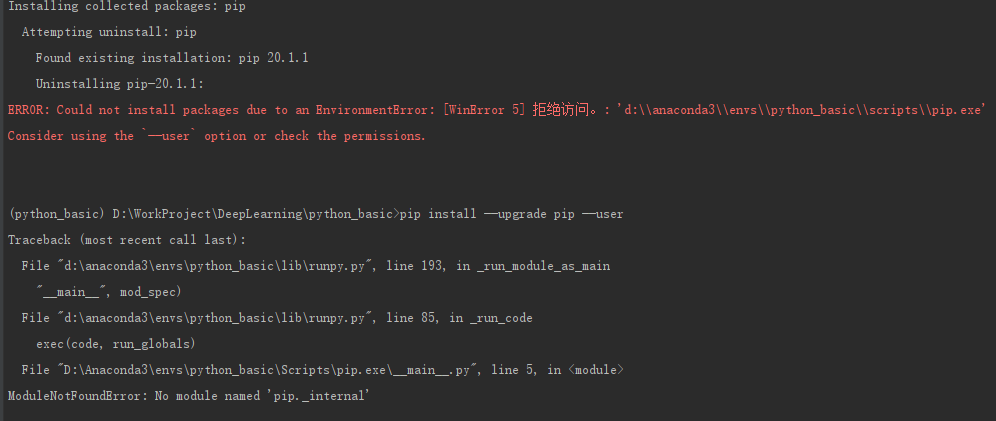 Installing collected packages: pip
Attempting uninstall: pip
Found existing installation: pip 20.1.1
Uninstalling pip-20.1.1:
ERROR: Could not install packages due to an EnvironmentError: [WinError 5] 拒绝访问。: 'd:\\anaconda3\\envs\\python_basic\\scripts\\pip.exe'
Consider using the `--user` option or check the permissions.
(python_basic) D:\WorkProject\DeepLearning\python_basic>pip install --upgrade pip --user
Traceback (most recent call last):
File "d:\anaconda3\envs\python_basic\lib\runpy.py", line 193, in _run_module_as_main
"__main__", mod_spec)
File "d:\anaconda3\envs\python_basic\lib\runpy.py", line 85, in _run_code
exec(code, run_globals)
File "D:\Anaconda3\envs\python_basic\Scripts\pip.exe\__main__.py", line 5, in <module>
ModuleNotFoundError: No module named 'pip._internal'